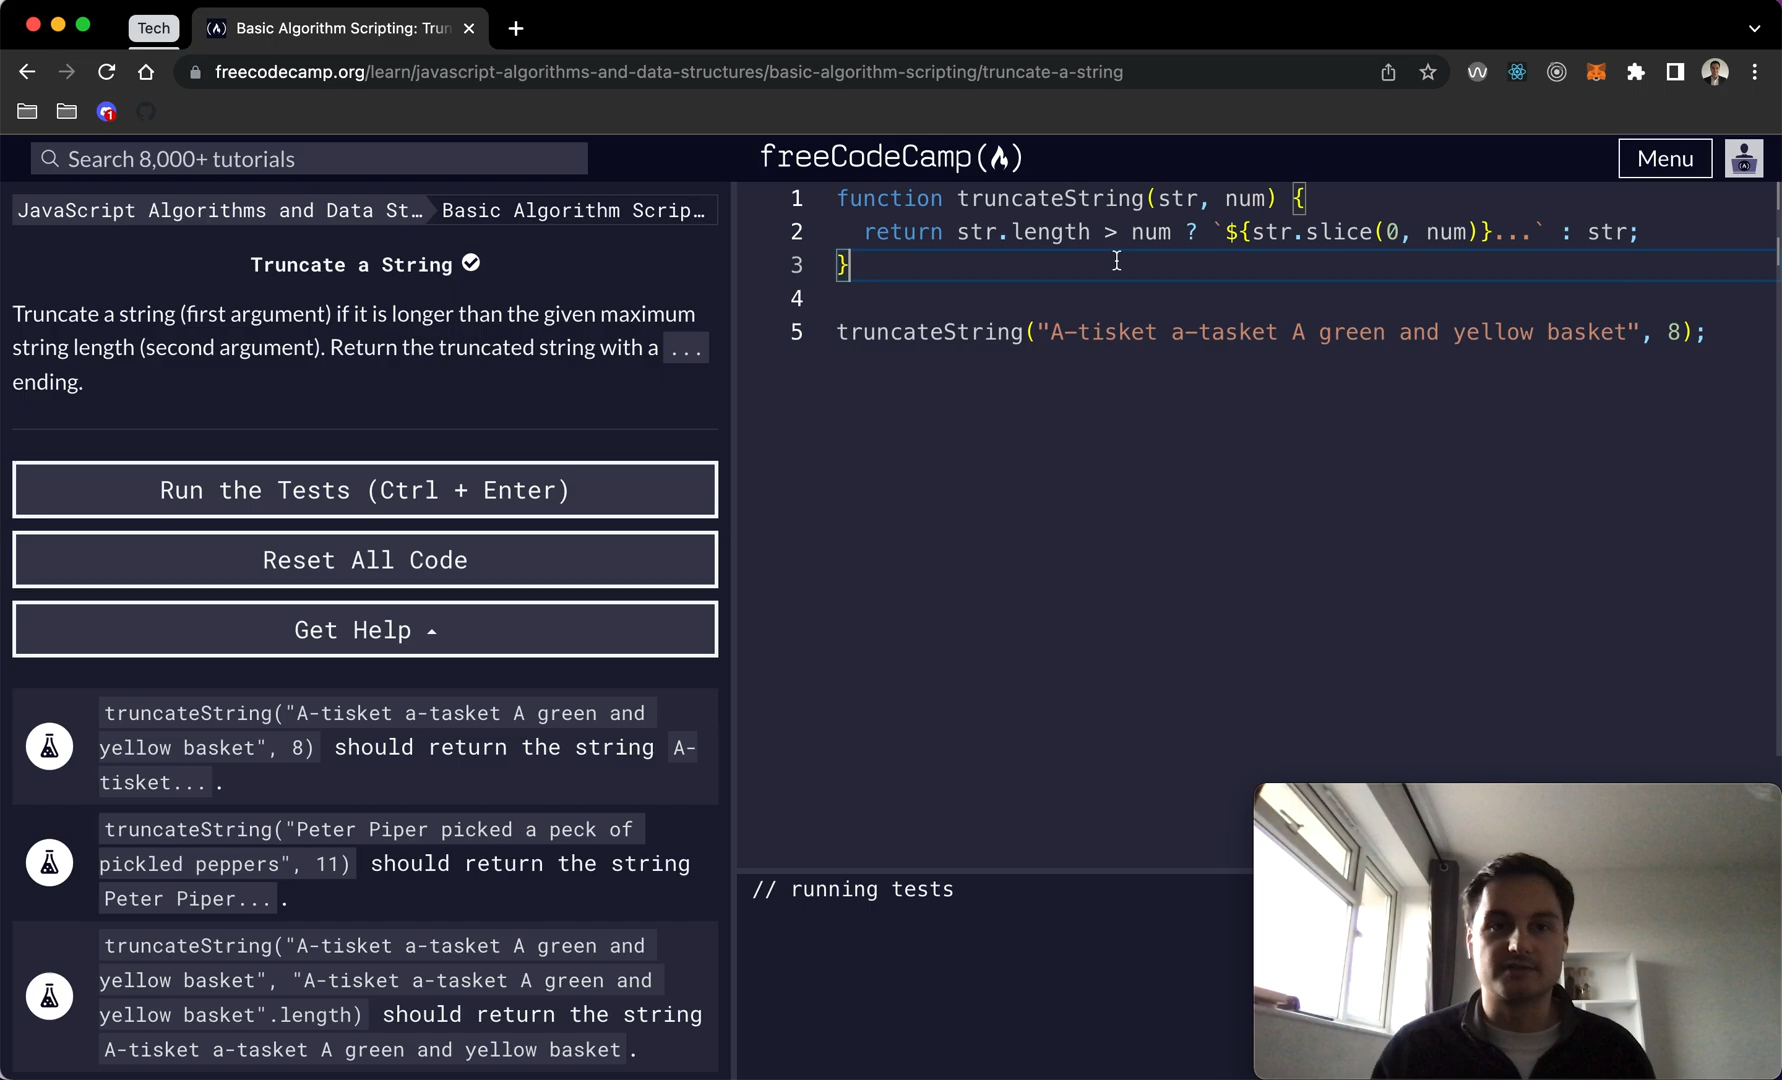 Tech
Basic Algorithm Scripting: Trun
freecodecamp.org/learn/javascript-algorithms-and-data-structures/basic-algorithm-scripting/truncate-a-string
1
Search 8,000+ tutorials
freeCodeCamp
Menu
JavaScript Algorithms and Data St...
Basic Algorithm Scrip...
Truncate a String
Truncate a string (first argument) if it is longer than the given maximum
string length (second argument). Return the truncated string with a ...
ending.
Run the Tests (Ctrl + Enter)
Reset All Code
Get Help
truncateString("A-tisket a-tasket A green and
yellow basket", 8) should return the string A-
tisket... .
truncateString("Peter Piper picked a peck of
pickled peppers", 11) should return the string
Peter Piper... .
truncateString("A-tisket a-tasket A green and
yellow basket", "A-tisket a-tasket A green and
yellow basket".length) should return the string
A-tisket a-tasket A green and yellow basket .
1 function truncateString(str, num) {
2 return str.length > num ? `${str.slice(0, num)}...` : str;
3 }
4
5 truncateString("A-tisket a-tasket A green and yellow basket", 8);
// running tests